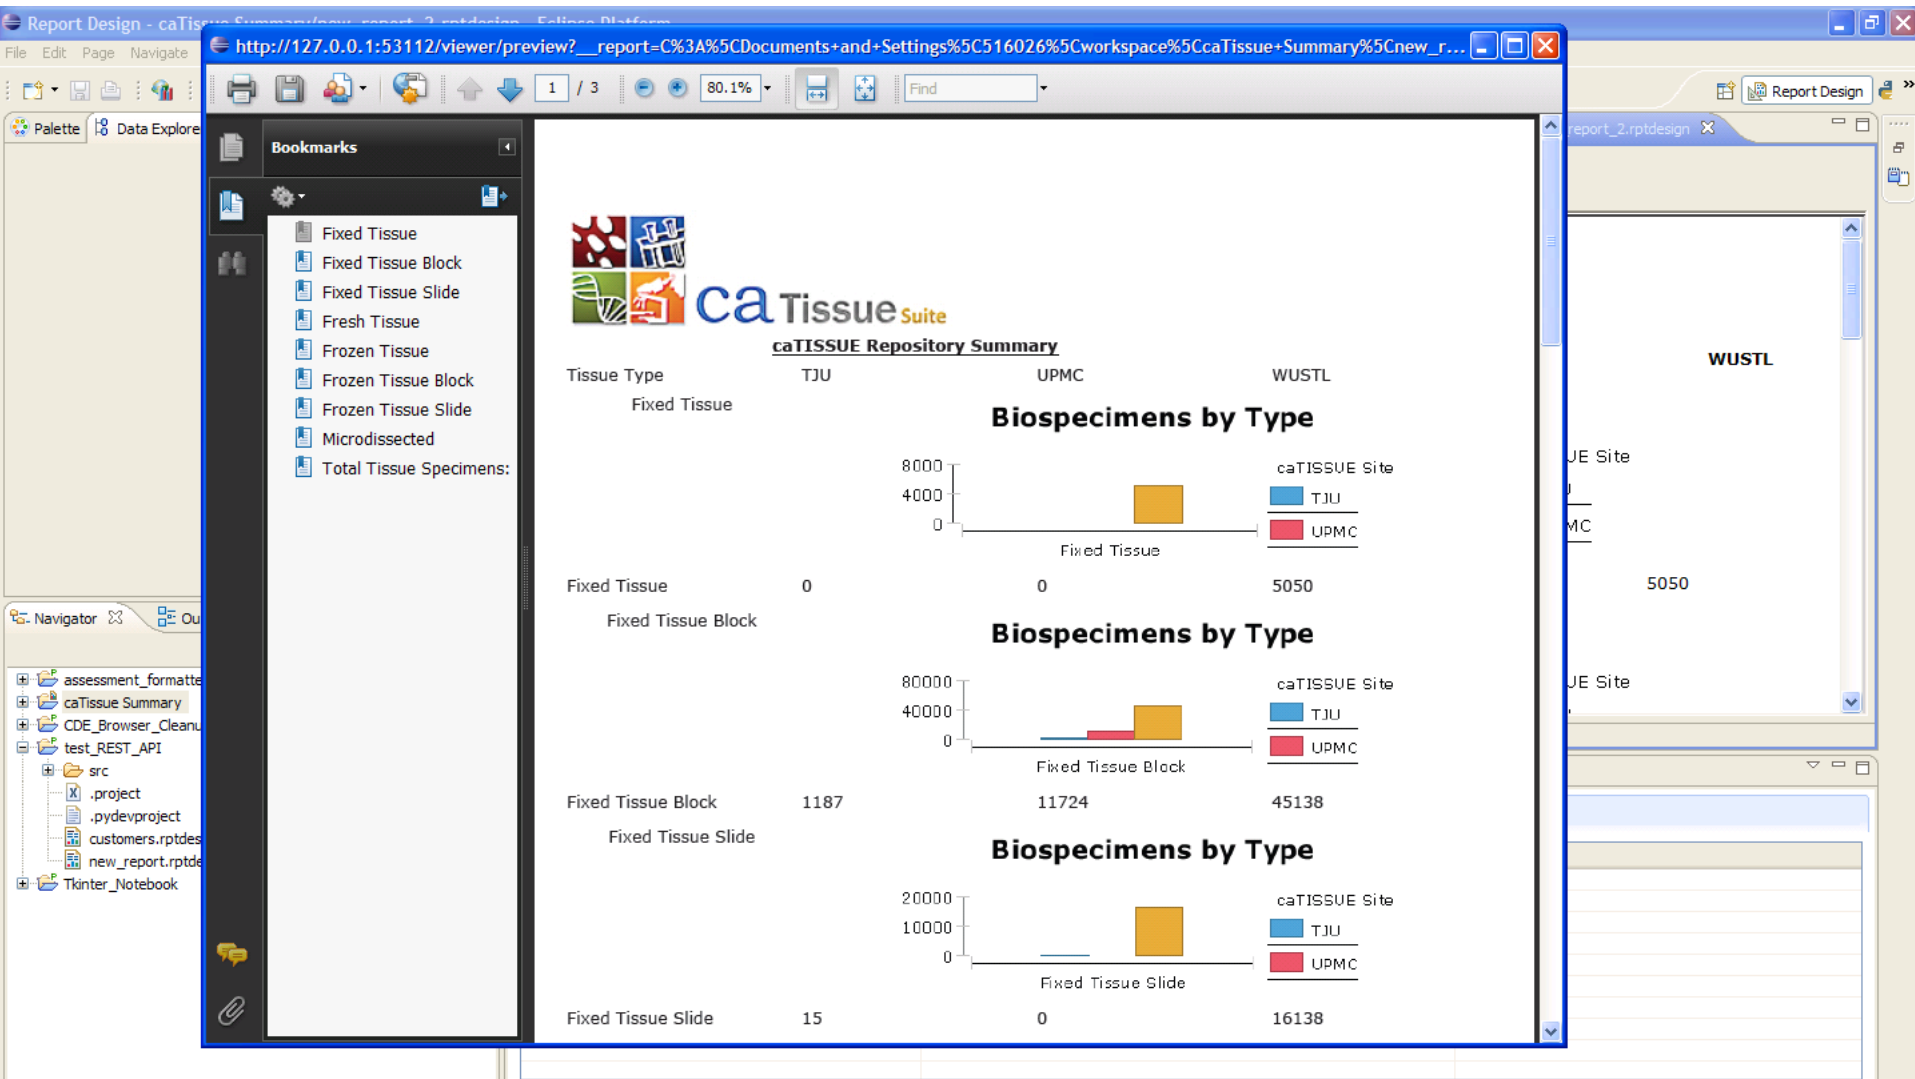 Report Design - caTissue Summary/new_report_2.rptdesign - Eclipse Platform
http://127.0.0.1:53112/viewer/preview?__report=C%3A%5CDocuments+and+Settings%5C516026%5Cworkspace%5CcaTissue+Summary%5Cnew_r...
File Edit Page Navigate
1 / 3
80.1%
Find
Report Design
Palette
Data Explore
report_2.rptdesign
Bookmarks
Fixed Tissue
Fixed Tissue Block
Fixed Tissue Slide
Fresh Tissue
Frozen Tissue
Frozen Tissue Block
Frozen Tissue Slide
Microdissected
Total Tissue Specimens:
ca Tissue Suite
caTISSUE Repository Summary
Tissue Type TJU UPMC WUSTL
Fixed Tissue
Biospecimens by Type
8000
4000
0
Fixed Tissue
caTISSUE Site
TJU
UPMC
Fixed Tissue 0 0 5050
Fixed Tissue Block
Biospecimens by Type
80000
40000
0
Fixed Tissue Block
caTISSUE Site
TJU
UPMC
Fixed Tissue Block 1187 11724 45138
Fixed Tissue Slide
Biospecimens by Type
20000
10000
0
Fixed Tissue Slide
caTISSUE Site
TJU
UPMC
Fixed Tissue Slide 15 0 16138
WUSTL
UE Site
MC
5050
UE Site
Navigator
Ou
assessment_formatte
caTissue Summary
CDE_Browser_Cleanu
test_REST_API
src
.project
.pydevproject
customers.rptdes
new_report.rptde
Tkinter_Notebook